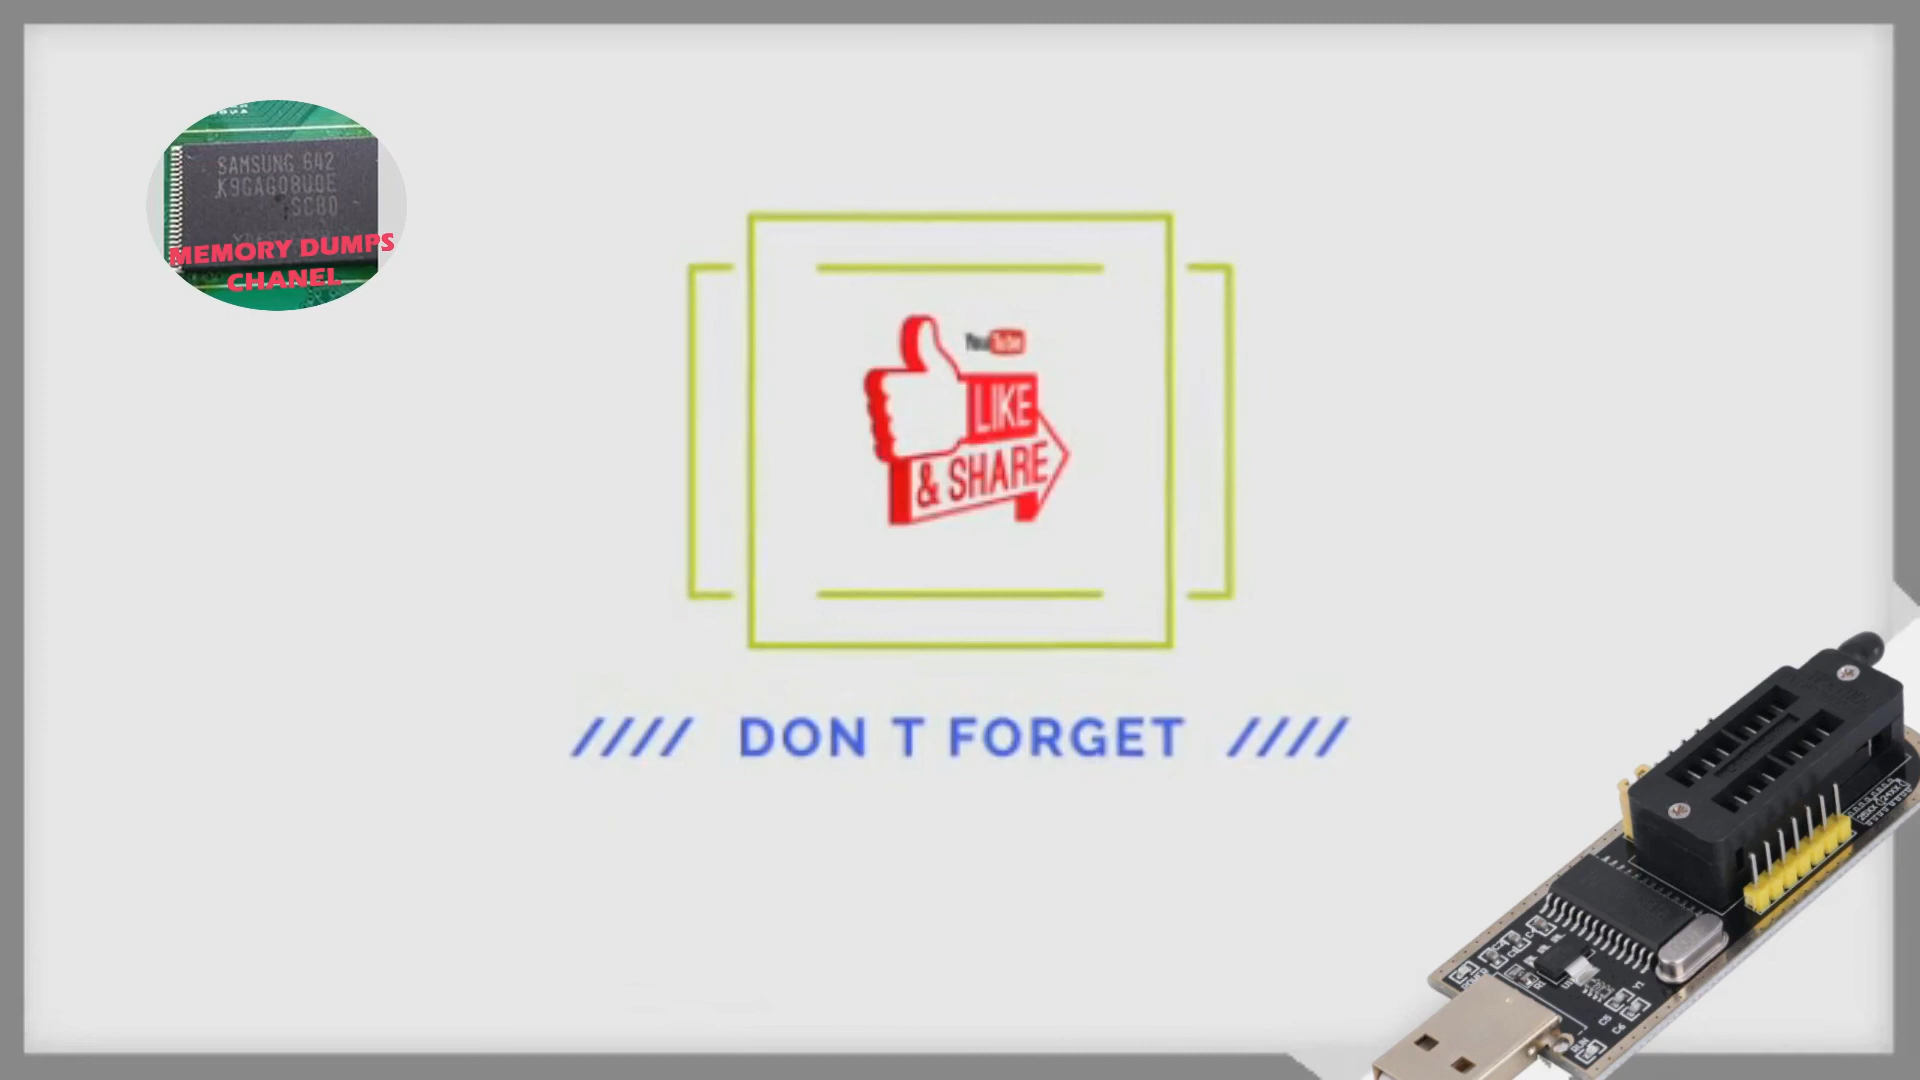 SAMSUNG 642
K9GAG08U0E
SC80
MEMORY DUMPS
CHANEL
YouTube
LIKE
& SHARE
//// DON T FORGET ////